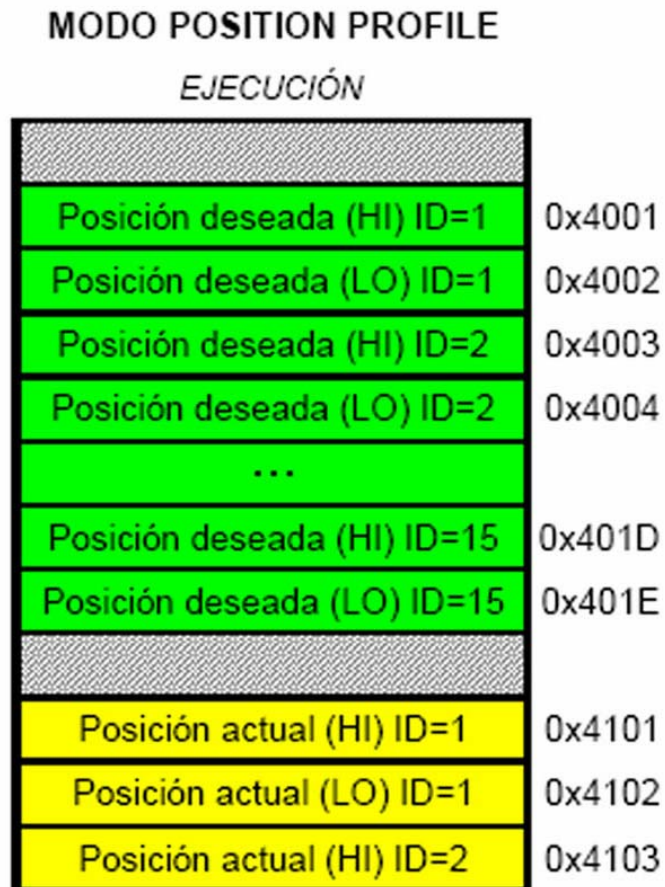 MODO POSITION PROFILE
EJECUCIÓN
Posición deseada (HI) ID=1 0x4001
Posición deseada (LO) ID=1 0x4002
Posición deseada (HI) ID=2 0x4003
Posición deseada (LO) ID=2 0x4004
...
Posición deseada (HI) ID=15 0x401D
Posición deseada (LO) ID=15 0x401E
Posición actual (HI) ID=1 0x4101
Posición actual (LO) ID=1 0x4102
Posición actual (HI) ID=2 0x4103